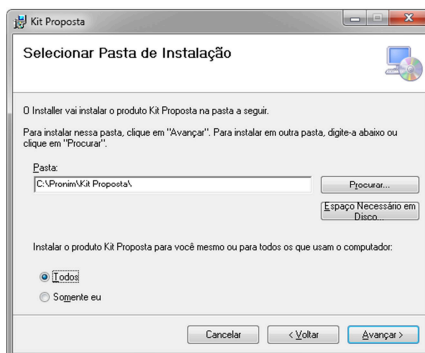 Kit Proposta
Selecionar Pasta de Instalação
O Installer vai instalar o produto Kit Proposta na pasta a seguir.
Para instalar nessa pasta, clique em "Avançar". Para instalar em outra pasta, digite-a abaixo ou
clique em "Procurar".
Pasta:
C:\Pronim\Kit Proposta\
Procurar...
Espaço Necessário em
Disco...
Instalar o produto Kit Proposta para você mesmo ou para todos os que usam o computador:
Todos
Somente eu
Cancelar
< Voltar
Avançar >